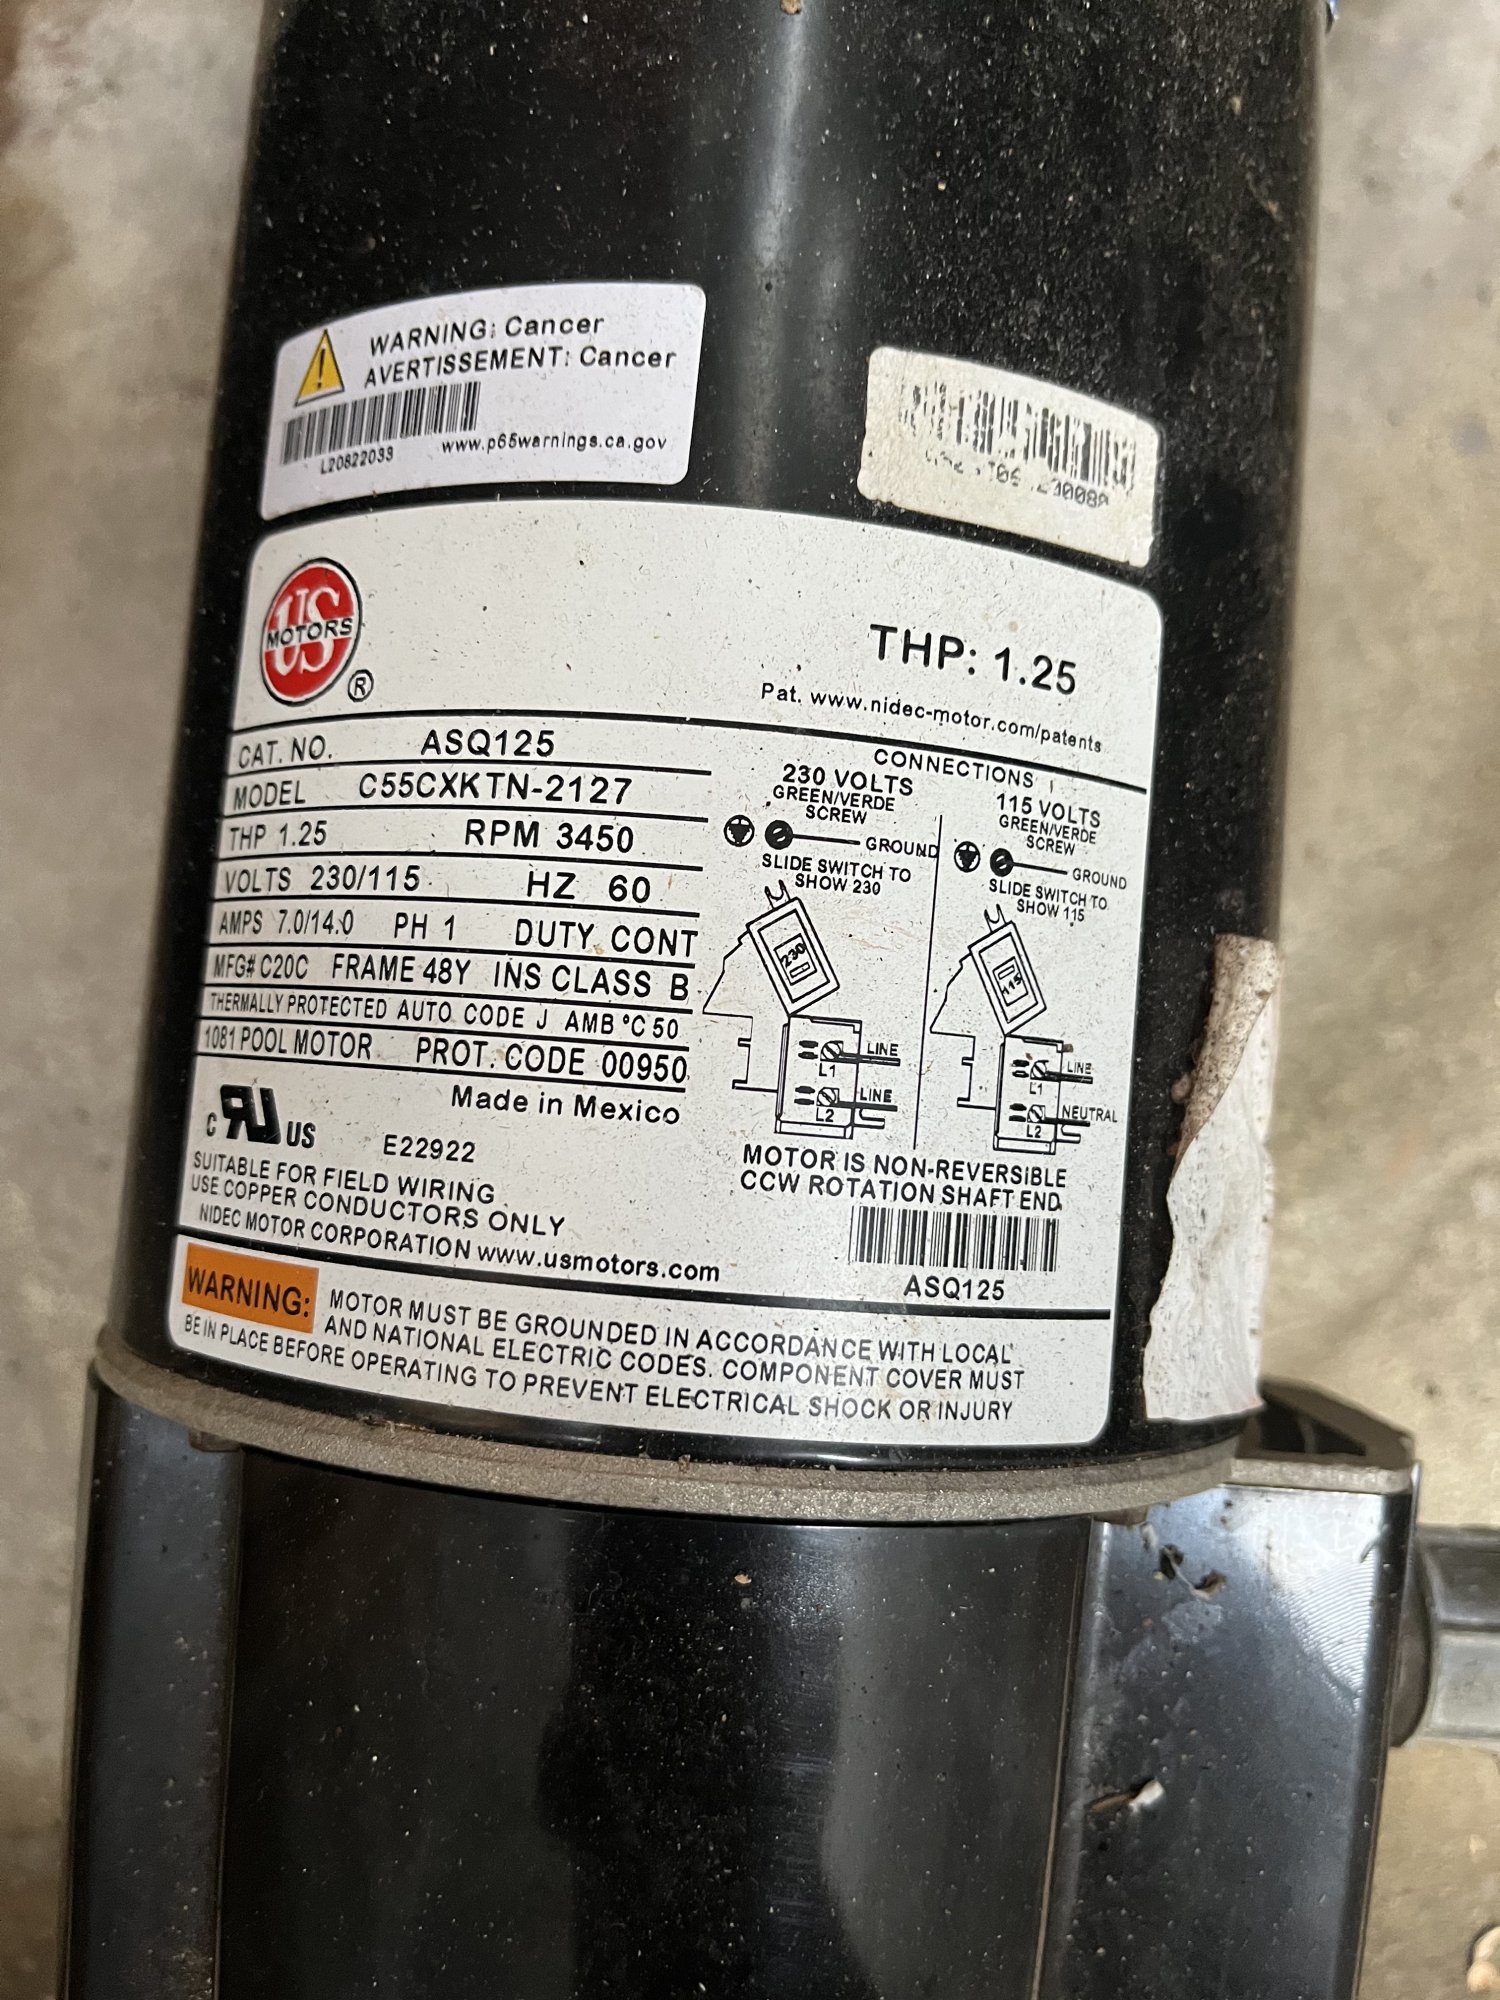 WARNING: Cancer
AVERTISSEMENT: Cancer
L20822033
www.p65warnings.ca.gov
US
MOTORS
®
THP: 1.25
Pat. www.nidec-motor.com/patents
CAT. NO. ASQ125
MODEL C55CXKTN-2127
THP 1.25 RPM 3450
VOLTS 230/115 HZ 60
AMPS 7.0/14.0 PH 1 DUTY CONT
MFG# C20C FRAME 48Y INS CLASS B
THERMALLY PROTECTED AUTO CODE J AMB °C 50
1081 POOL MOTOR PROT. CODE 00950
Made in Mexico
C RU US E22922
SUITABLE FOR FIELD WIRING
USE COPPER CONDUCTORS ONLY
NIDEC MOTOR CORPORATION www.usmotors.com
CONNECTIONS
230 VOLTS
GREEN/VERDE
SCREW
GROUND
SLIDE SWITCH TO
SHOW 230
230
LINE
L1
LINE
L2
115 VOLTS
GREEN/VERDE
SCREW
GROUND
SLIDE SWITCH TO
SHOW 115
115
LINE
L1
NEUTRAL
L2
MOTOR IS NON-REVERSIBLE
CCW ROTATION SHAFT END
ASQ125
WARNING: MOTOR MUST BE GROUNDED IN ACCORDANCE WITH LOCAL
AND NATIONAL ELECTRIC CODES. COMPONENT COVER MUST
BE IN PLACE BEFORE OPERATING TO PREVENT ELECTRICAL SHOCK OR INJURY